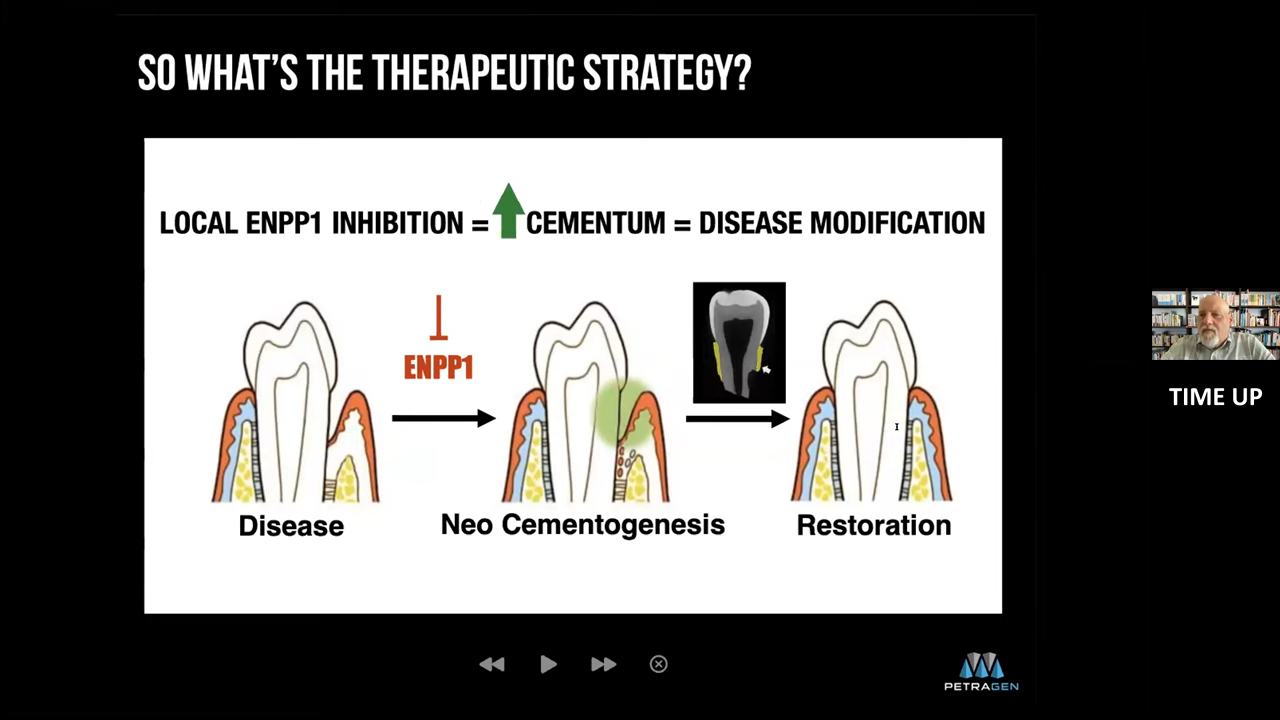 SO WHAT'S THE THERAPEUTIC STRATEGY?
LOCAL ENPP1 INHIBITION = CEMENTUM = DISEASE MODIFICATION
ENPP1
Disease
Neo Cementogenesis
Restoration
TIME UP
PETRAGEN